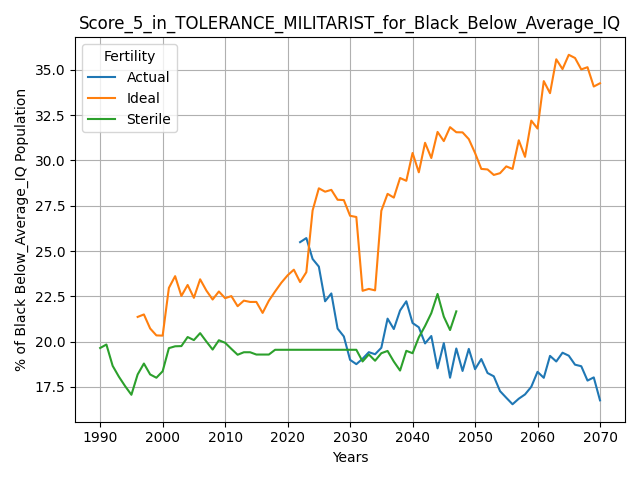 Score_5_in_TOLERANCE_MILITARIST_for_Black_Below_Average_IQ
Fertility
Actual
Ideal
Sterile
% of Black Below_Average_IQ Population
35.0
32.5
30.0
27.5
25.0
22.5
20.0
17.5
1990 2000 2010 2020 2030 2040 2050 2060 2070
Years